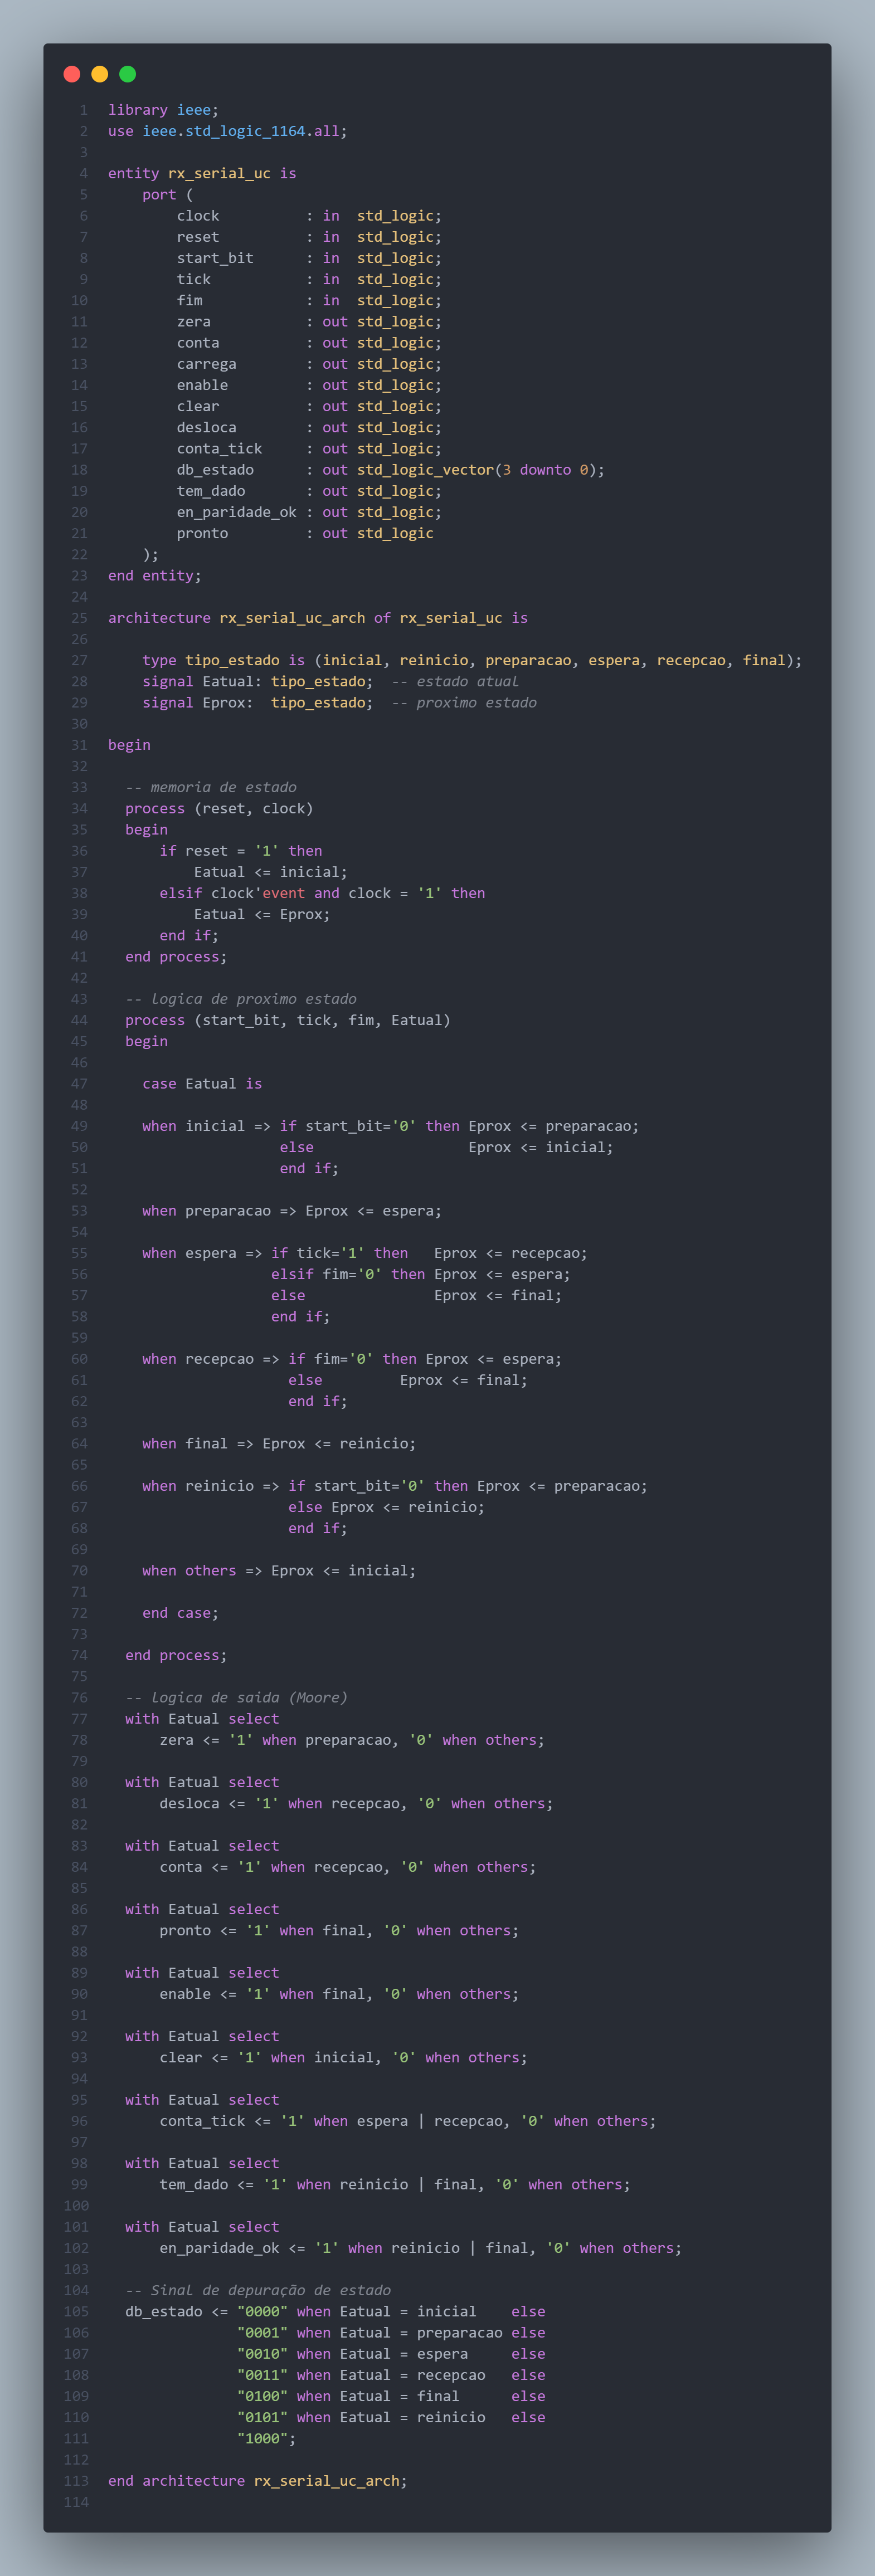 1 library ieee;
2 use ieee.std_logic_1164.all;
3
4 entity rx_serial_uc is
5     port (
6         clock          : in  std_logic;
7         reset          : in  std_logic;
8         start_bit      : in  std_logic;
9         tick           : in  std_logic;
10         fim            : in  std_logic;
11         zera           : out std_logic;
12         conta          : out std_logic;
13         carrega        : out std_logic;
14         enable         : out std_logic;
15         clear          : out std_logic;
16         desloca        : out std_logic;
17         conta_tick     : out std_logic;
18         db_estado      : out std_logic_vector(3 downto 0);
19         tem_dado       : out std_logic;
20         en_paridade_ok : out std_logic;
21         pronto         : out std_logic
22     );
23 end entity;
24
25 architecture rx_serial_uc_arch of rx_serial_uc is
26
27     type tipo_estado is (inicial, reinicio, preparacao, espera, recepcao, final);
28     signal Eatual: tipo_estado;  -- estado atual
29     signal Eprox:  tipo_estado;  -- proximo estado
30
31 begin
32
33   -- memoria de estado
34   process (reset, clock)
35   begin
36       if reset = '1' then
37           Eatual <= inicial;
38       elsif clock'event and clock = '1' then
39           Eatual <= Eprox;
40       end if;
41   end process;
42
43   -- logica de proximo estado
44   process (start_bit, tick, fim, Eatual)
45   begin
46
47     case Eatual is
48
49     when inicial => if start_bit='0' then Eprox <= preparacao;
50                     else                  Eprox <= inicial;
51                     end if;
52
53     when preparacao => Eprox <= espera;
54
55     when espera => if tick='1' then   Eprox <= recepcao;
56                    elsif fim='0' then Eprox <= espera;
57                    else               Eprox <= final;
58                    end if;
59
60     when recepcao => if fim='0' then Eprox <= espera;
61                      else         Eprox <= final;
62                      end if;
63
64     when final => Eprox <= reinicio;
65
66     when reinicio => if start_bit='0' then Eprox <= preparacao;
67                      else Eprox <= reinicio;
68                      end if;
69
70     when others => Eprox <= inicial;
71
72     end case;
73
74   end process;
75
76   -- logica de saida (Moore)
77   with Eatual select
78       zera <= '1' when preparacao, '0' when others;
79
80   with Eatual select
81       desloca <= '1' when recepcao, '0' when others;
82
83   with Eatual select
84       conta <= '1' when recepcao, '0' when others;
85
86   with Eatual select
87       pronto <= '1' when final, '0' when others;
88
89   with Eatual select
90       enable <= '1' when final, '0' when others;
91
92   with Eatual select
93       clear <= '1' when inicial, '0' when others;
94
95   with Eatual select
96       conta_tick <= '1' when espera | recepcao, '0' when others;
97
98   with Eatual select
99       tem_dado <= '1' when reinicio | final, '0' when others;
100
101   with Eatual select
102       en_paridade_ok <= '1' when reinicio | final, '0' when others;
103
104   -- Sinal de depuração de estado
105   db_estado <= "0000" when Eatual = inicial    else
106                "0001" when Eatual = preparacao else
107                "0010" when Eatual = espera     else
108                "0011" when Eatual = recepcao   else
109                "0100" when Eatual = final      else
110                "0101" when Eatual = reinicio   else
111                "1000";
112
113 end architecture rx_serial_uc_arch;
114